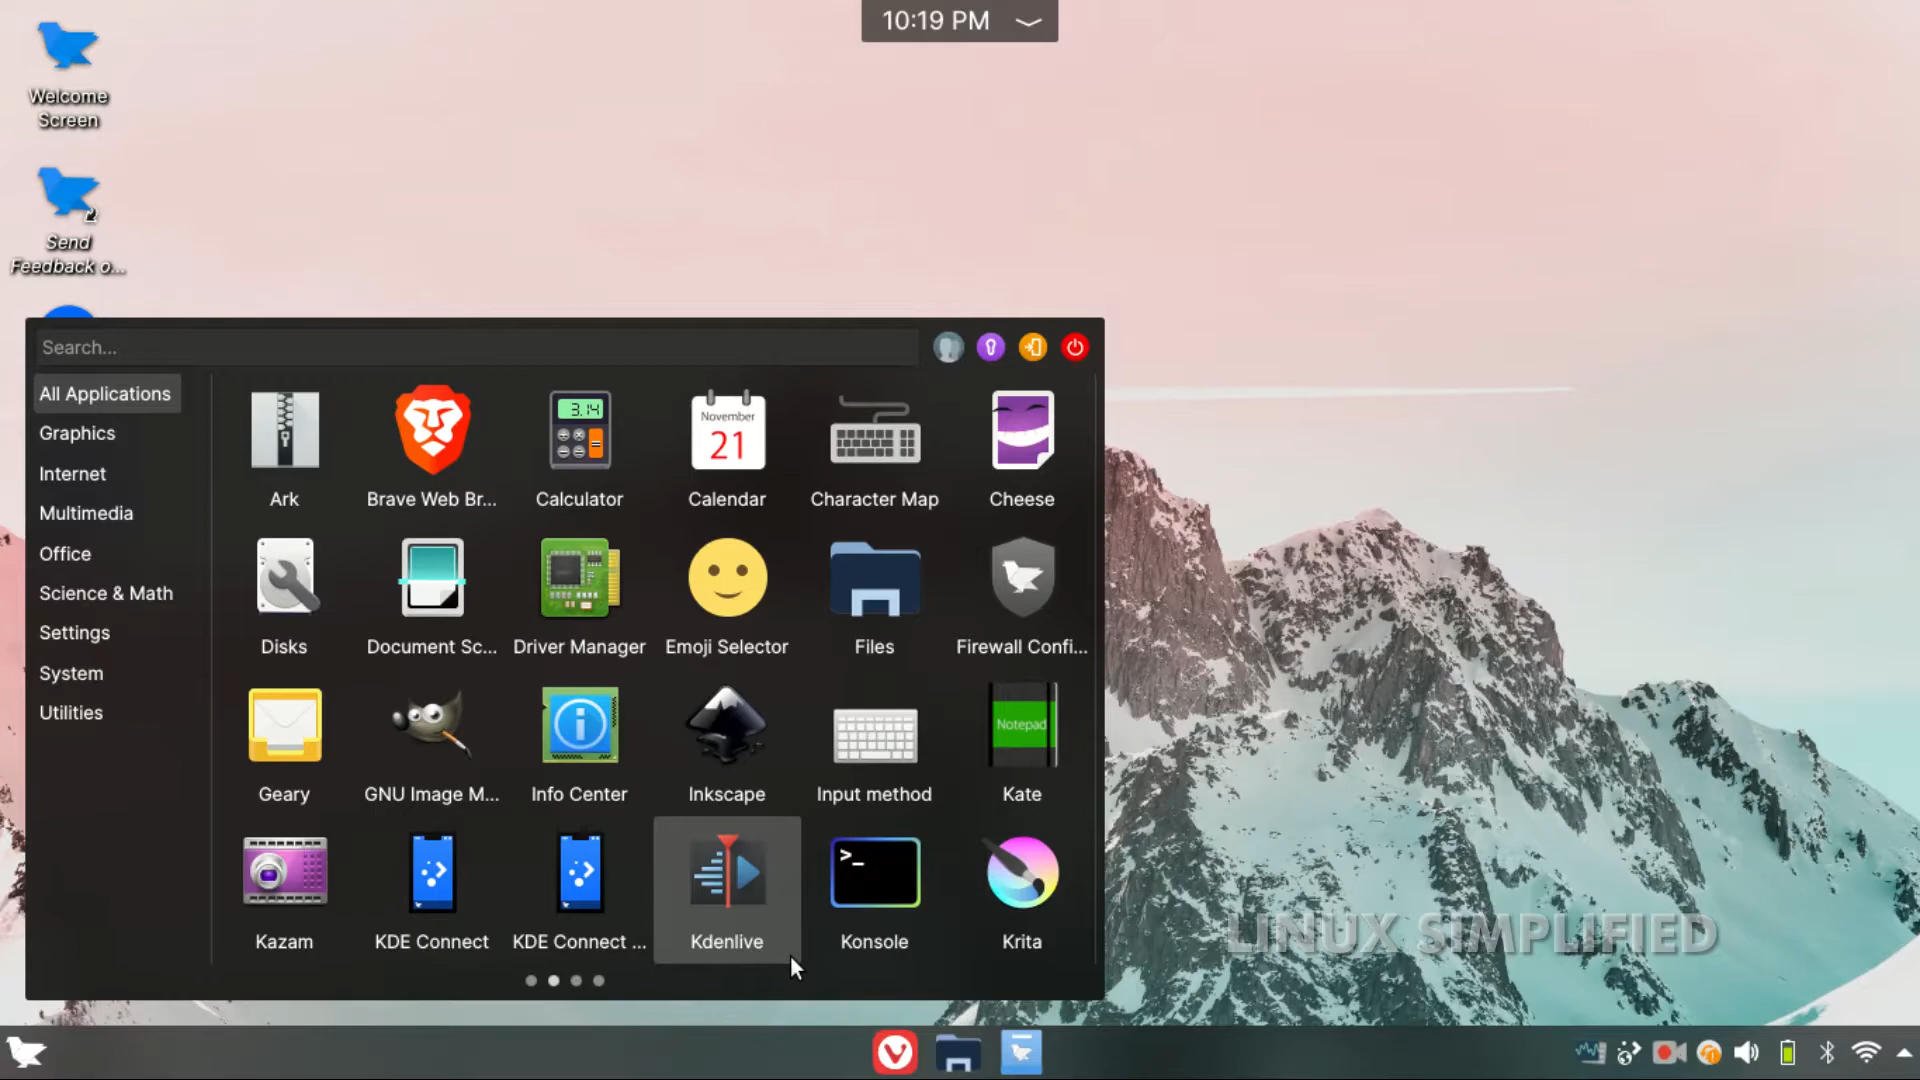 10:19 PM
Welcome
Screen
Send
Feedback o...
Search...
All Applications
Graphics
Internet
Multimedia
Office
Science & Math
Settings
System
Utilities
3.14
November
21
Ark
Brave Web Br...
Calculator
Calendar
Character Map
Cheese
Disks
Document Sc...
Driver Manager
Emoji Selector
Files
Firewall Confi...
Notepad
Geary
GNU Image M...
Info Center
Inkscape
Input method
Kate
>_
Kazam
KDE Connect
KDE Connect ...
Kdenlive
Konsole
Krita
LINUX SIMPLIFIED